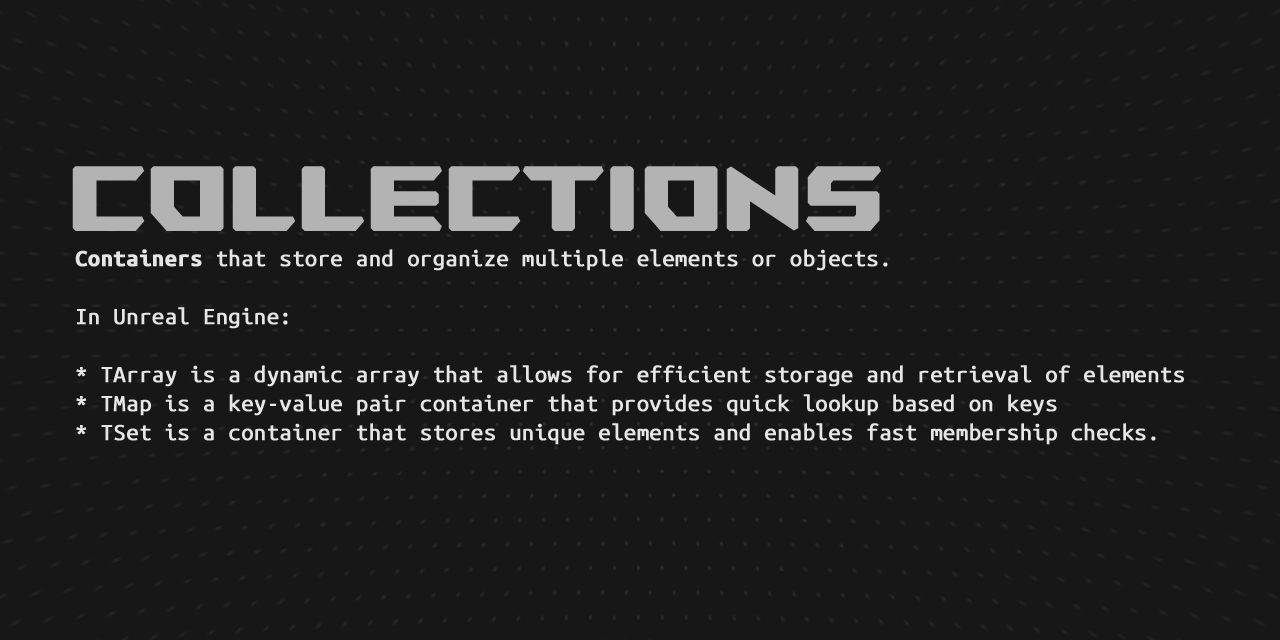 COLLECTIONS
Containers that store and organize multiple elements or objects.
In Unreal Engine:
* TArray is a dynamic array that allows for efficient storage and retrieval of elements
* TMap is a key-value pair container that provides quick lookup based on keys
* TSet is a container that stores unique elements and enables fast membership checks.